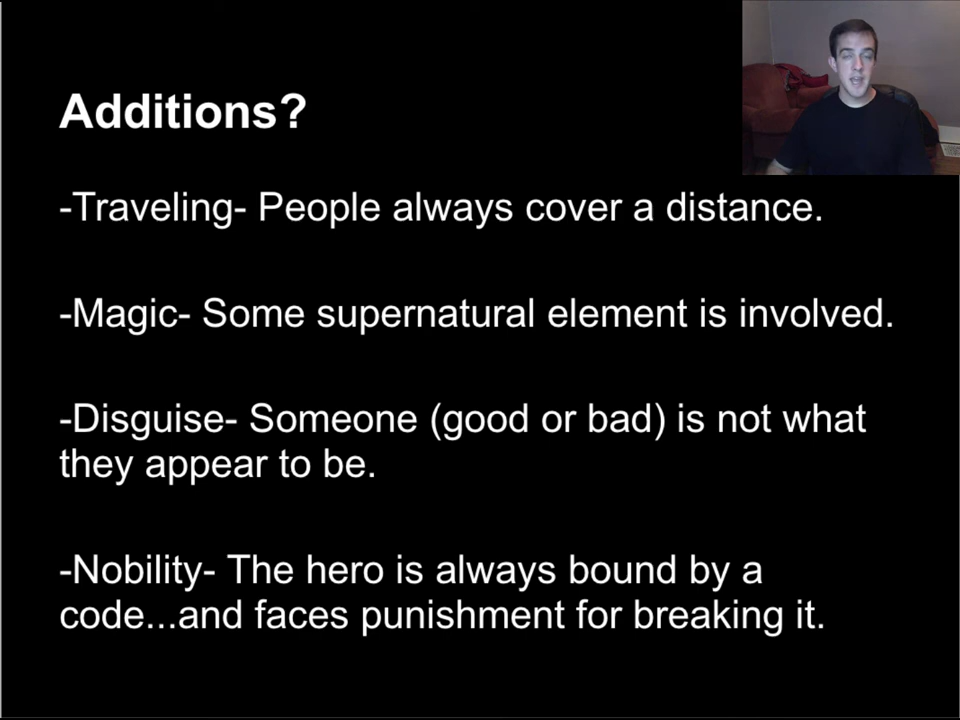 Additions?
-Traveling- People always cover a distance.
-Magic- Some supernatural element is involved.
-Disguise- Someone (good or bad) is not what
they appear to be.
-Nobility- The hero is always bound by a
code...and faces punishment for breaking it.